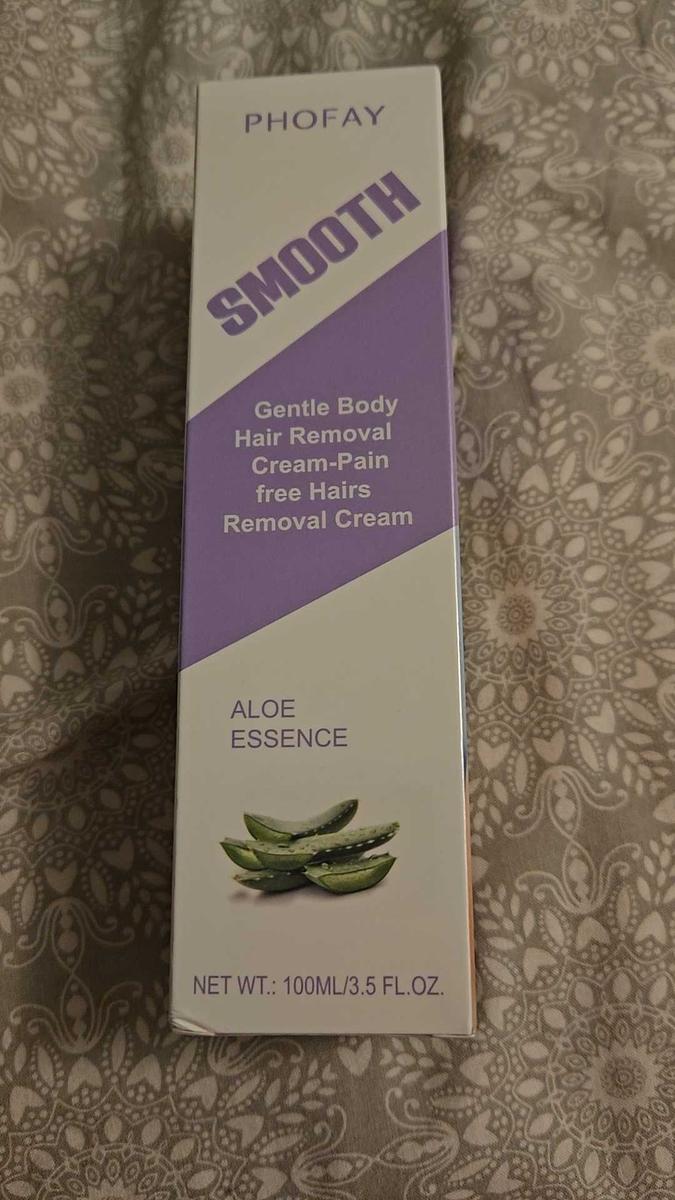 PHOFAY
SMOOTH
Gentle Body
Hair Removal
Cream-Pain
free Hairs
Removal Cream
ALOE
ESSENCE
NET WT.: 100ML/3.5 FL.OZ.